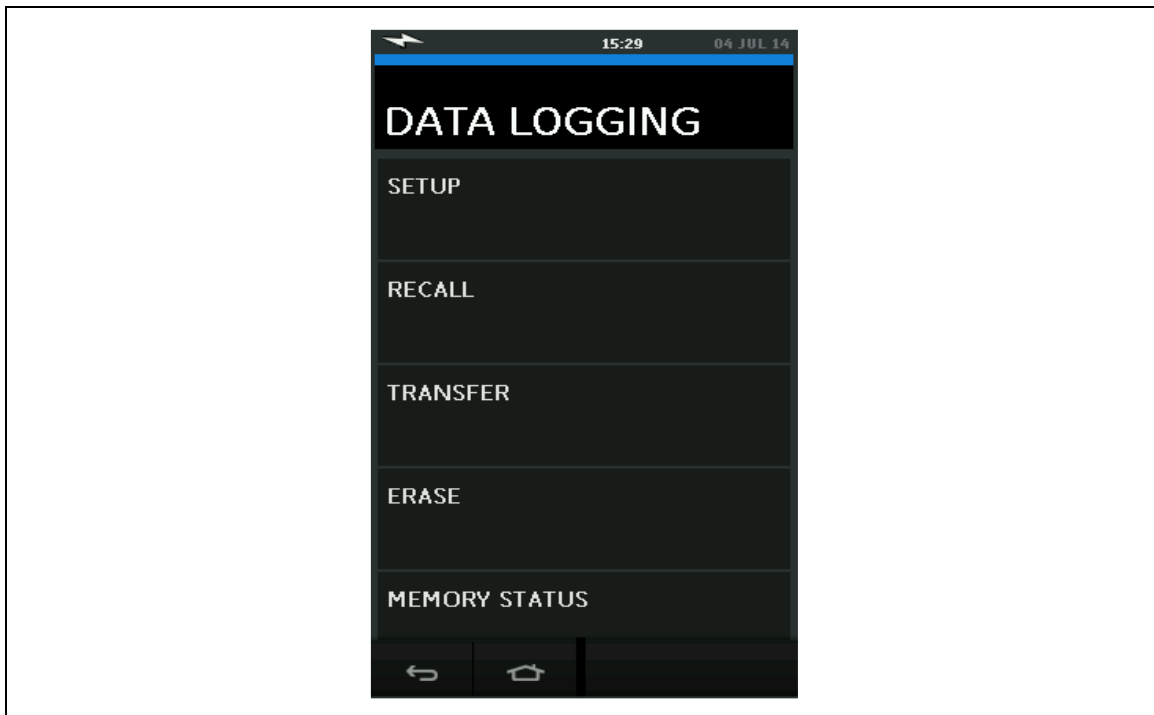 15:29 04 JUL 14
DATA LOGGING
SETUP
RECALL
TRANSFER
ERASE
MEMORY STATUS